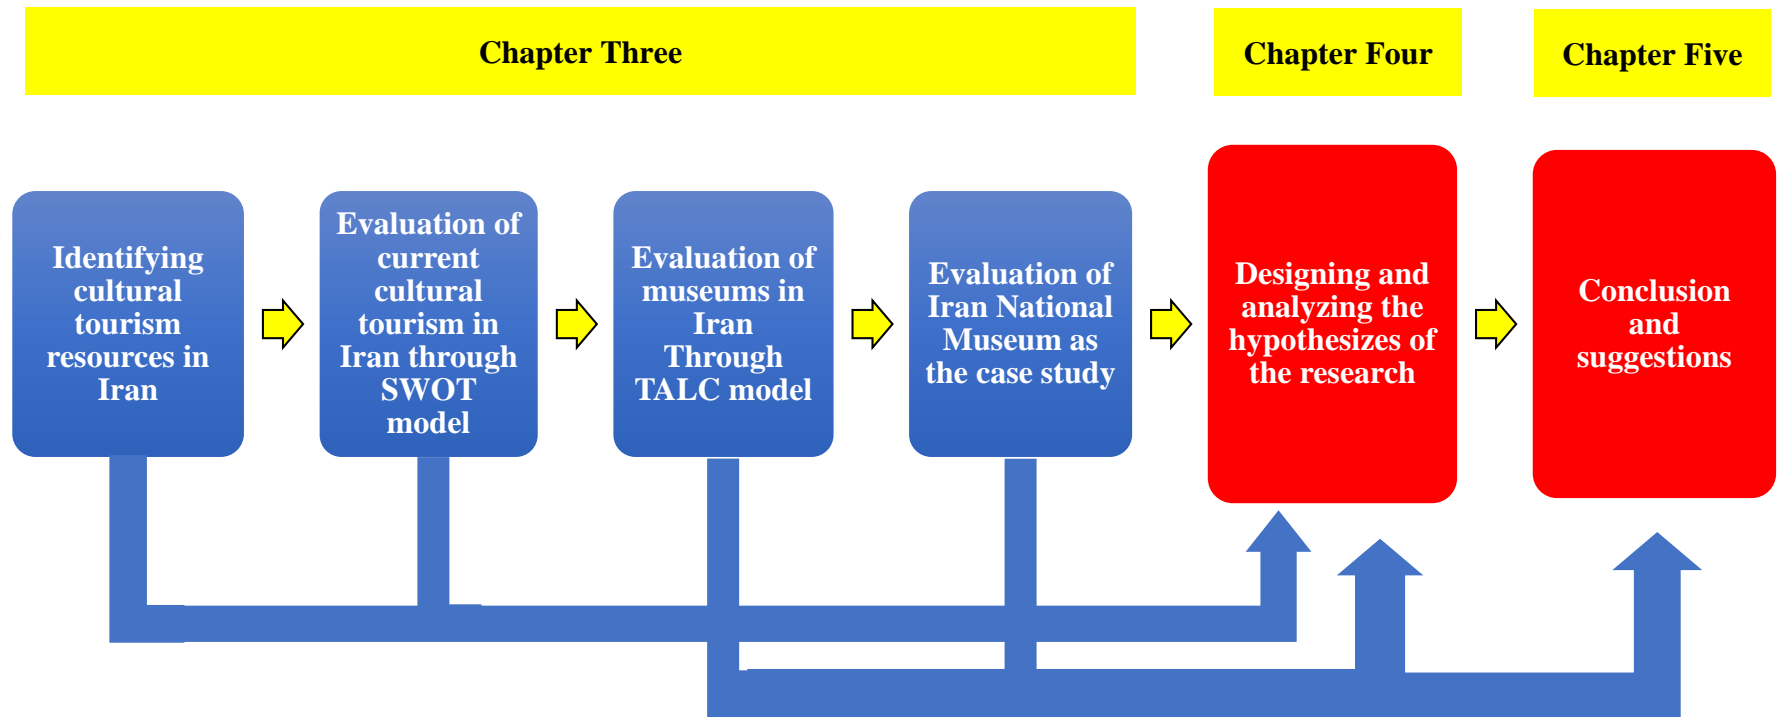 Chapter Three
Chapter Four
Chapter Five
Identifying
cultural
tourism
resources in
Iran
Evaluation of
current
cultural
tourism in
Iran through
SWOT
model
Evaluation of
museums in
Iran
Through
TALC model
Evaluation of
Iran National
Museum as
the case study
Designing and
analyzing the
hypothesizes of
the research
Conclusion
and
suggestions